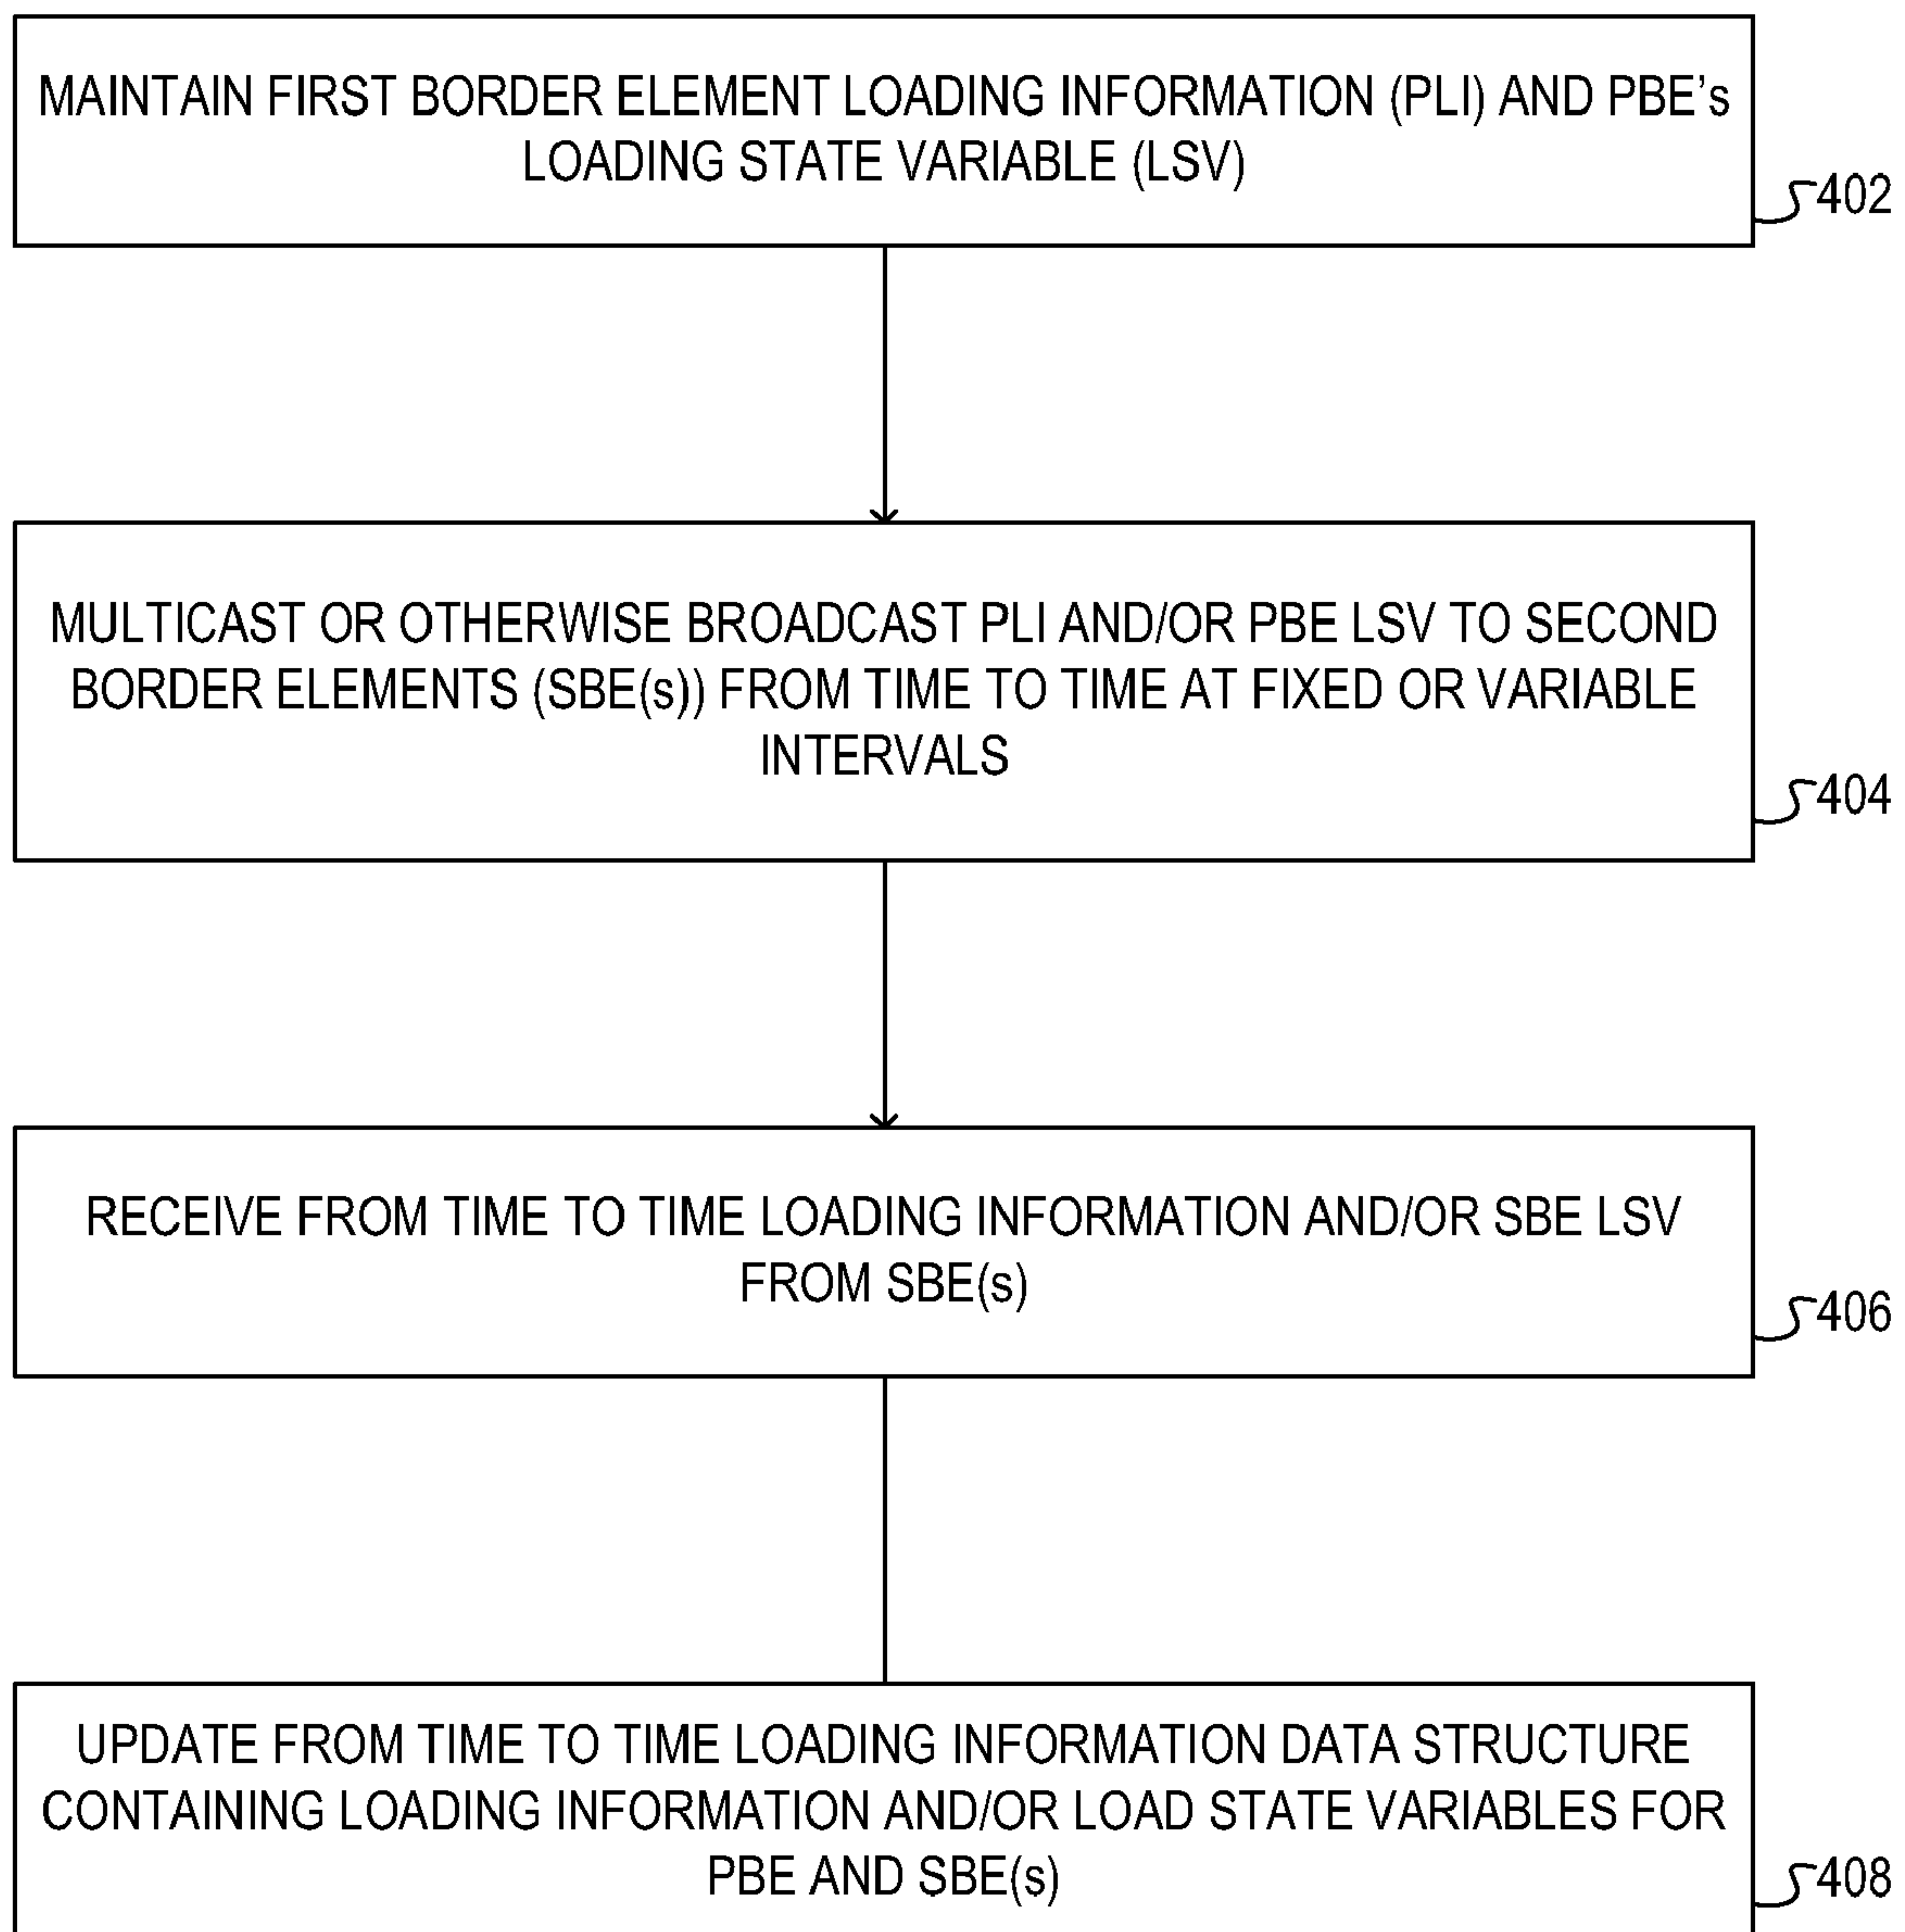 MAINTAIN FIRST BORDER ELEMENT LOADING INFORMATION (PLI) AND PBE’s
LOADING STATE VARIABLE (LSV)
402
MULTICAST OR OTHERWISE BROADCAST PLI AND/OR PBE LSV TO SECOND
BORDER ELEMENTS (SBE(s)) FROM TIME TO TIME AT FIXED OR VARIABLE
INTERVALS
404
RECEIVE FROM TIME TO TIME LOADING INFORMATION AND/OR SBE LSV
FROM SBE(s)
406
UPDATE FROM TIME TO TIME LOADING INFORMATION DATA STRUCTURE
CONTAINING LOADING INFORMATION AND/OR LOAD STATE VARIABLES FOR
PBE AND SBE(s)
408